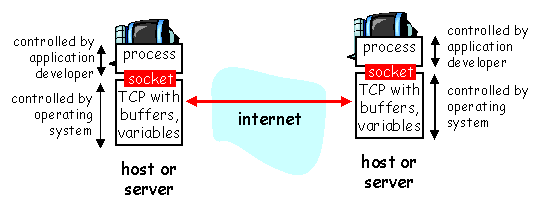 controlled by
application
developer
process
socket
controlled by
operating
system
TCP with
buffers,
variables
host or
server
internet
process
controlled by
application
developer
socket
TCP with
buffers,
variables
controlled by
operating
system
host or
server